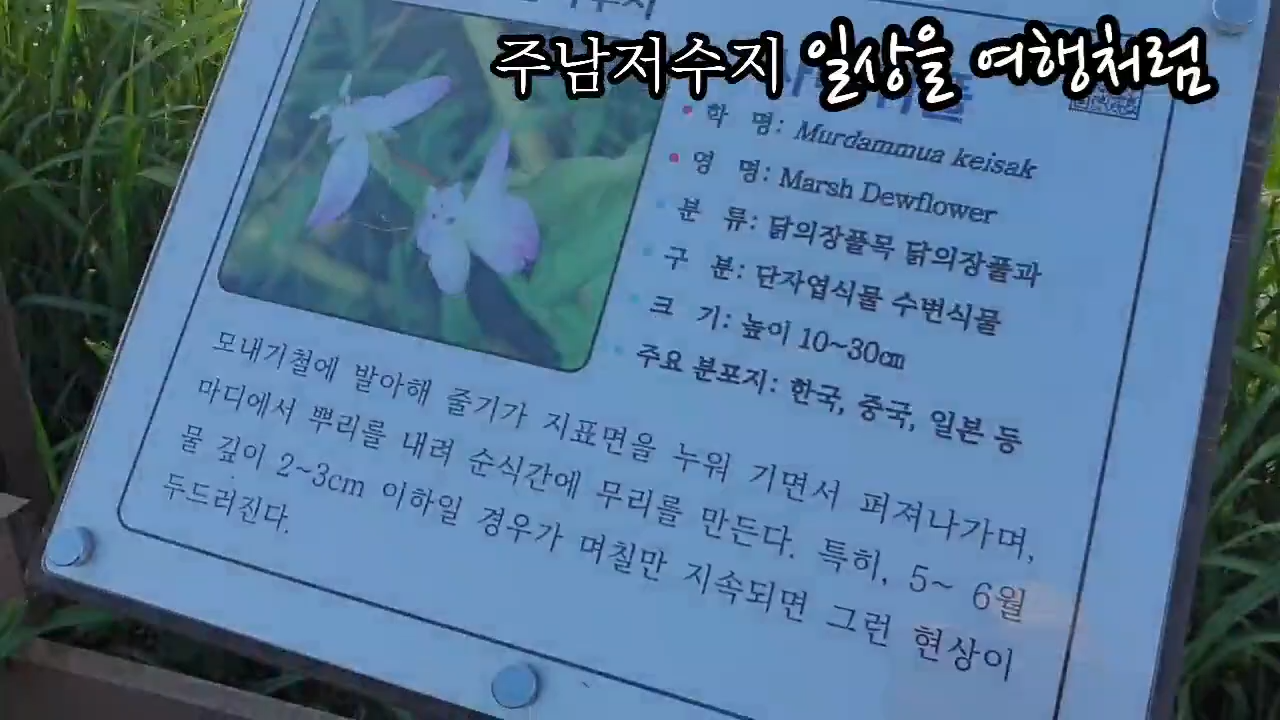 주남저수지 일상을 여행처럼
학 명: Murdammua keisak
영 명: Marsh Dewflower
분 류: 닭의장풀목 닭의장풀과
구 분: 단자엽식물 수변식물
크 기: 높이 10~30㎝
주요 분포지: 한국, 중국, 일본 등
모내기철에 발아해 줄기가 지표면을 누워 기면서 퍼져나가며,
마디에서 뿌리를 내려 순식간에 무리를 만든다. 특히, 5~ 6월
물 깊이 2~3cm 이하일 경우가 며칠만 지속되면 그런 현상이
두드러진다.